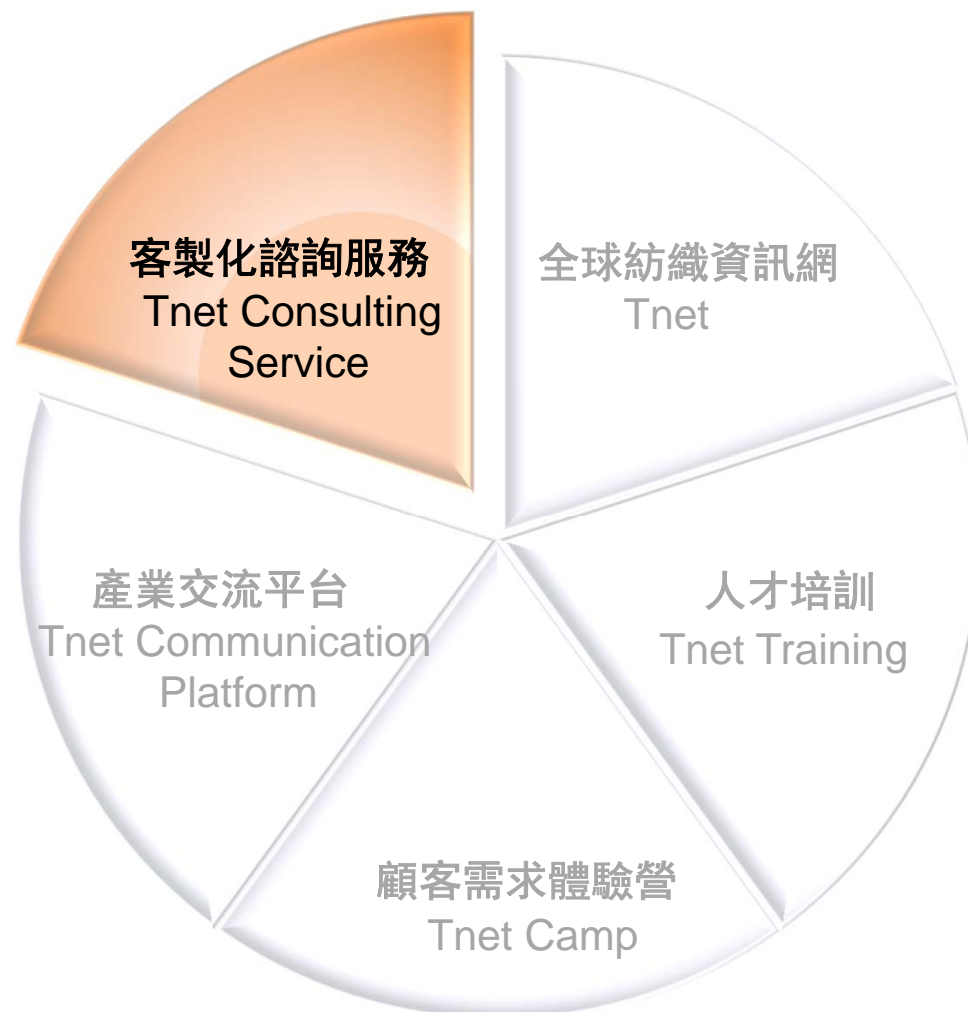 客製化諮詢服務
Tnet Consulting
Service
全球紡織資訊網
Tnet
人才培訓
Tnet Training
顧客需求體驗營
Tnet Camp
產業交流平台
Tnet Communication
Platform